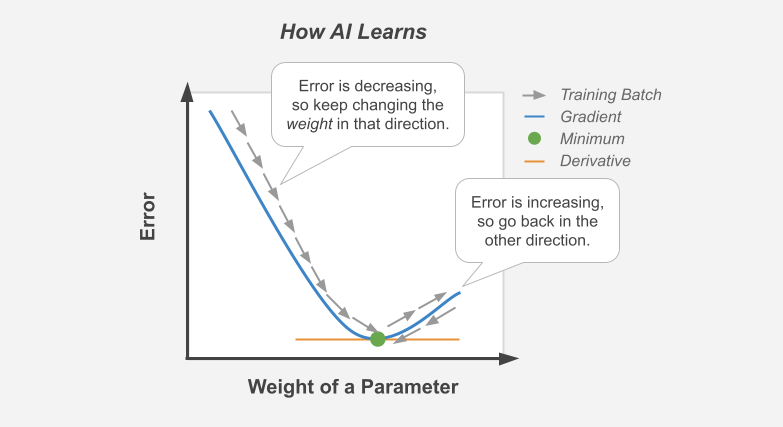 How AI Learns
Error is decreasing,
so keep changing the
weight in that direction.
Training Batch
Gradient
Minimum
Derivative
Error is increasing,
so go back in the
other direction.
Error
Weight of a Parameter